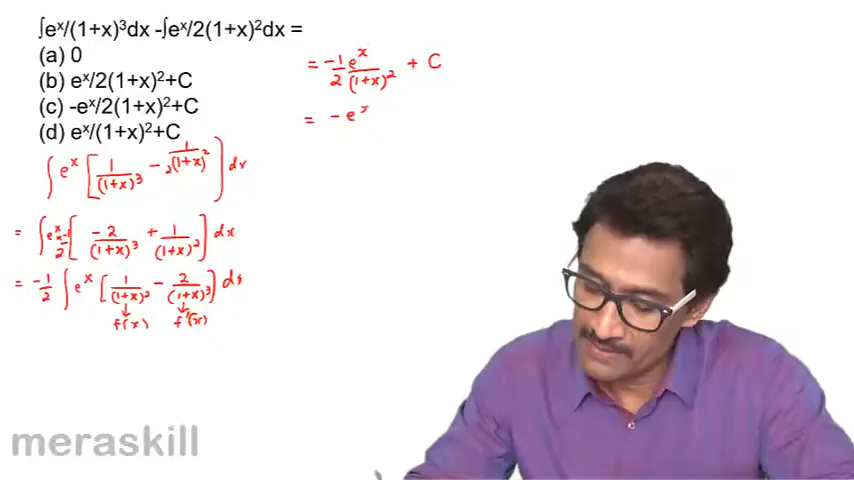 ∫eˣ/(1+x)³dx -∫eˣ/2(1+x)²dx =
(a) 0
(b) eˣ/2(1+x)²+C
(c) -eˣ/2(1+x)²+C
(d) eˣ/(1+x)²+C
∫ eˣ [ 1/(1+x)³ - 1/2(1+x)² ] dx
= ∫ eˣ × -1/2 [ -2/(1+x)³ + 1/(1+x)² ] dx
= -1/2 ∫ eˣ [ 1/(1+x)² - 2/(1+x)³ ] dx
↓ ↓
f(x) f'(x)
= -1/2 eˣ/(1+x)² + C
= - eˣ
meraskill